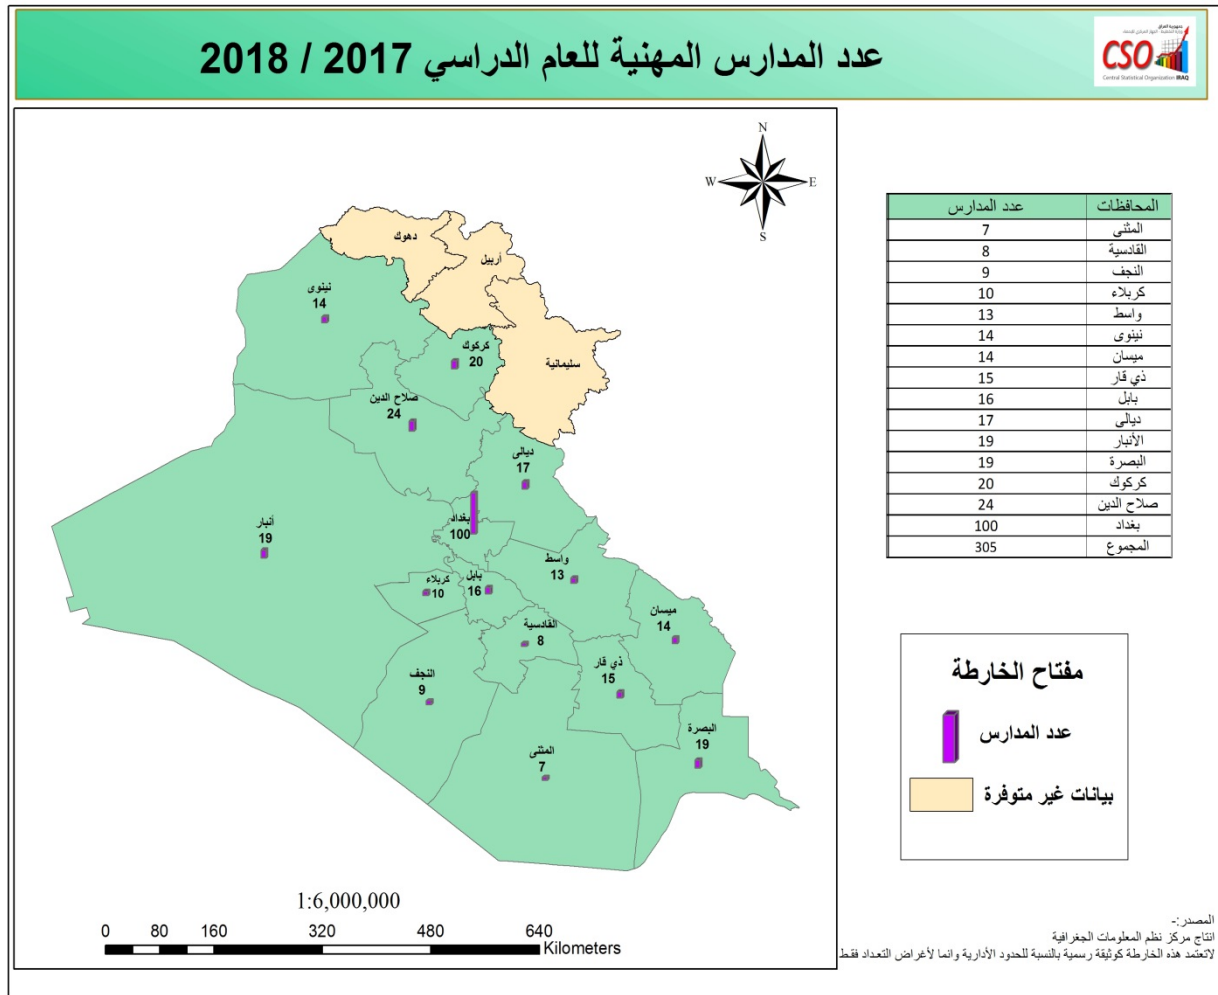 عدد المدارس المهنية للعام الدراسي 2017 / 2018
جمهورية العراق
CSO
Central Statistical Organization IRAQ
N
W
E
S
دهوك
أربيل
نينوى
14
كركوك
20
سليمانية
صلاح الدين
24
ديالى
17
بغداد
100
أنبار
19
واسط
13
كربلاء
10
بابل
16
ميسان
14
القادسية
8
ذي قار
15
النجف
9
البصرة
19
المثنى
7
1:6,000,000
0 80 160 320 480 640
Kilometers
المحافظات عدد المدارس
المثنى 7
القادسية 8
النجف 9
كربلاء 10
واسط 13
نينوى 14
ميسان 14
ذي قار 15
بابل 16
ديالى 17
الأنبار 19
البصرة 19
كركوك 20
صلاح الدين 24
بغداد 100
المجموع 305
مفتاح الخارطة
عدد المدارس
بيانات غير متوفرة
المصدر:-
انتاج مركز نظم المعلومات الجغرافية
لاتعتمد هذه الخارطة كوثيقة رسمية بالنسبة للحدود الأدارية وانما لأغراض التعداد فقط